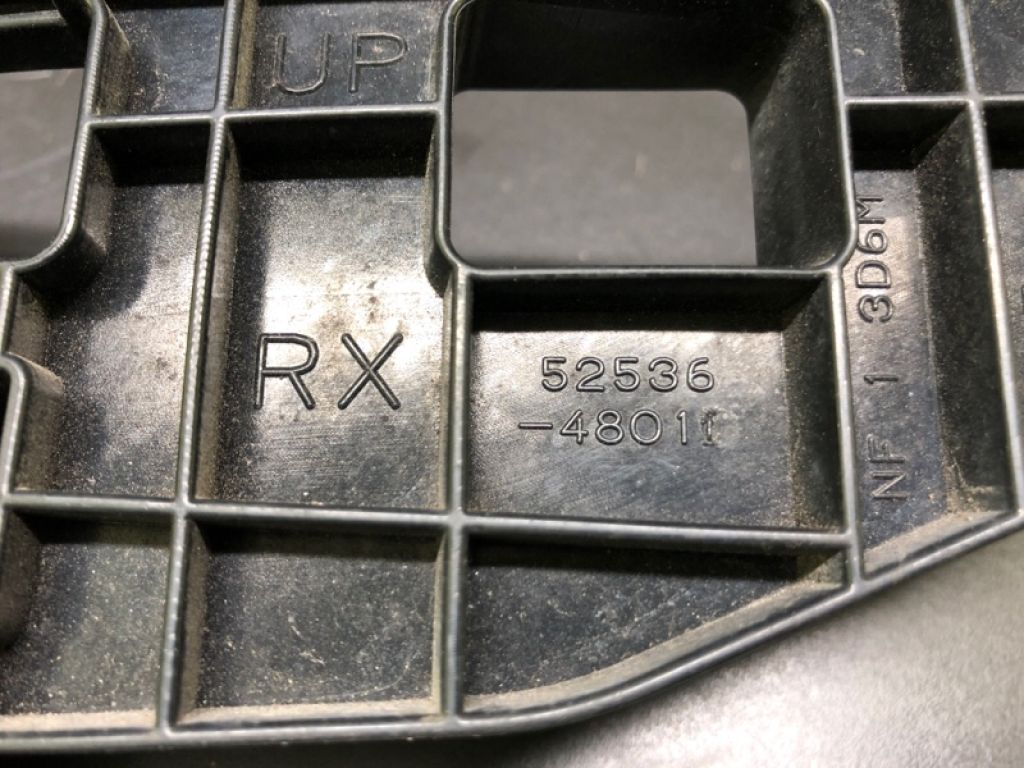 UP
RX
52536
-48011
NF 1 3D6M